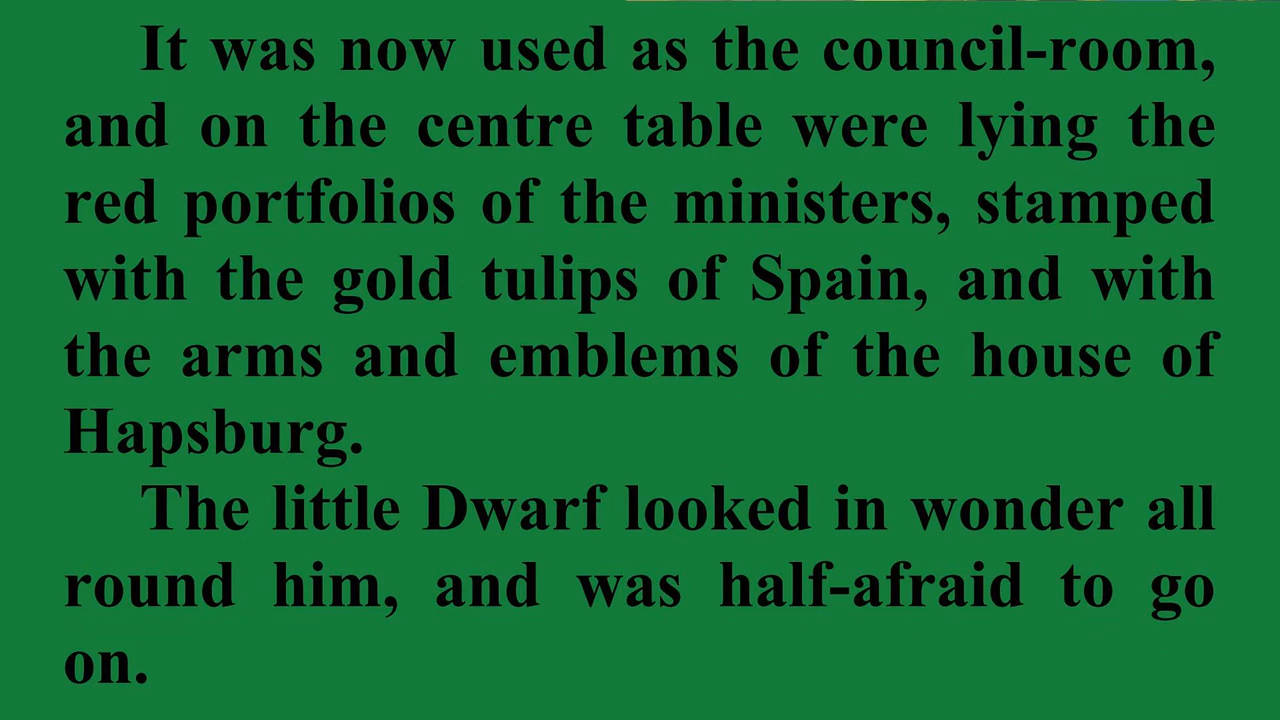 It was now used as the council-room,
and on the centre table were lying the
red portfolios of the ministers, stamped
with the gold tulips of Spain, and with
the arms and emblems of the house of
Hapsburg.
The little Dwarf looked in wonder all
round him, and was half-afraid to go
on.